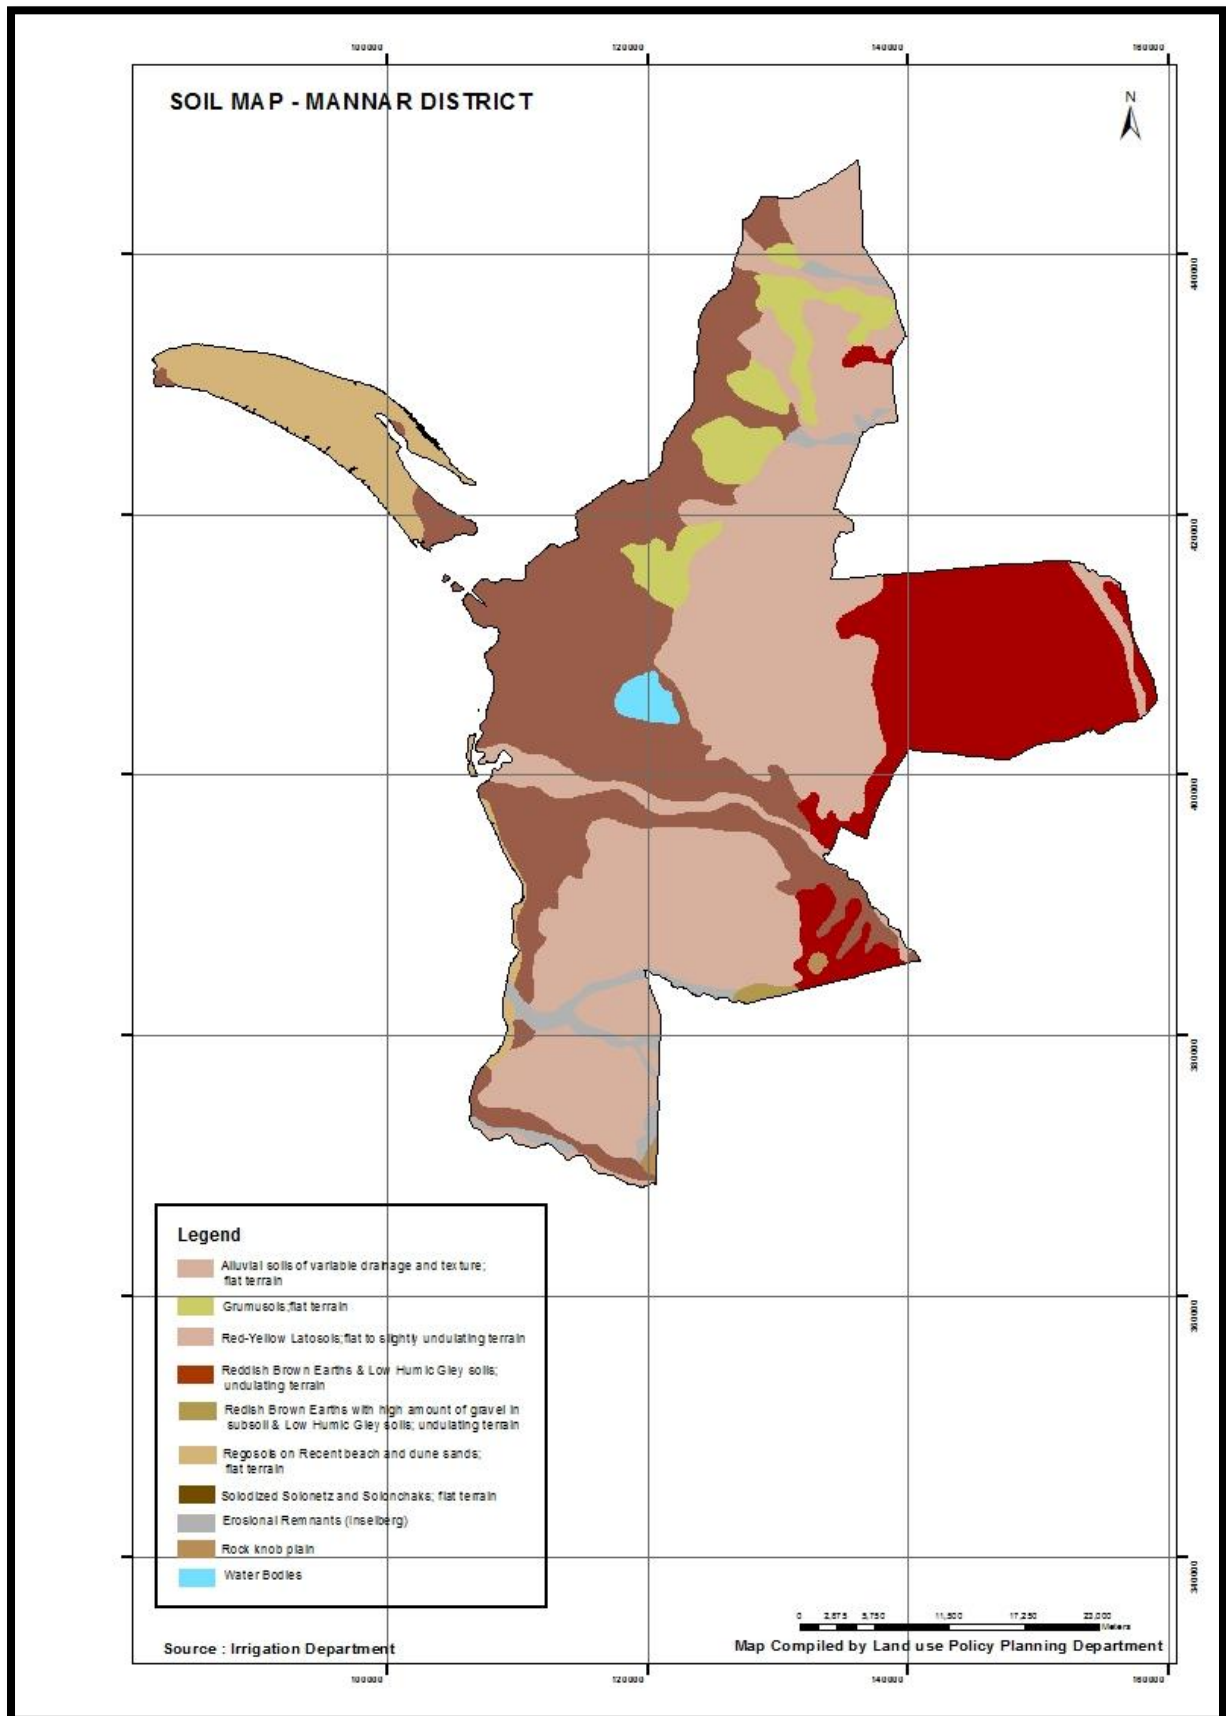 100000 120000 140000 160000
SOIL MAP - MANNAR DISTRICT
N
440000
420000
400000
380000
360000
340000
Legend
Alluvial soils of variable drainage and texture;
flat terrain
Grumusols;flat terrain
Red-Yellow Latosols;flat to slightly undulating terrain
Reddish Brown Earths & Low Humic Gley soils;
undulating terrain
Redish Brown Earths with high amount of gravel in
subsoil & Low Humic Gley soils; undulating terrain
Regosols on Recent beach and dune sands;
flat terrain
Solodized Solonetz and Solonchaks; flat terrain
Erosional Remnants (Inselberg)
Rock knob plain
Water Bodies
0 2,875 5,750 11,500 17,250 23,000
Meters
Source : Irrigation Department
Map Compiled by Land use Policy Planning Department
100000 120000 140000 160000